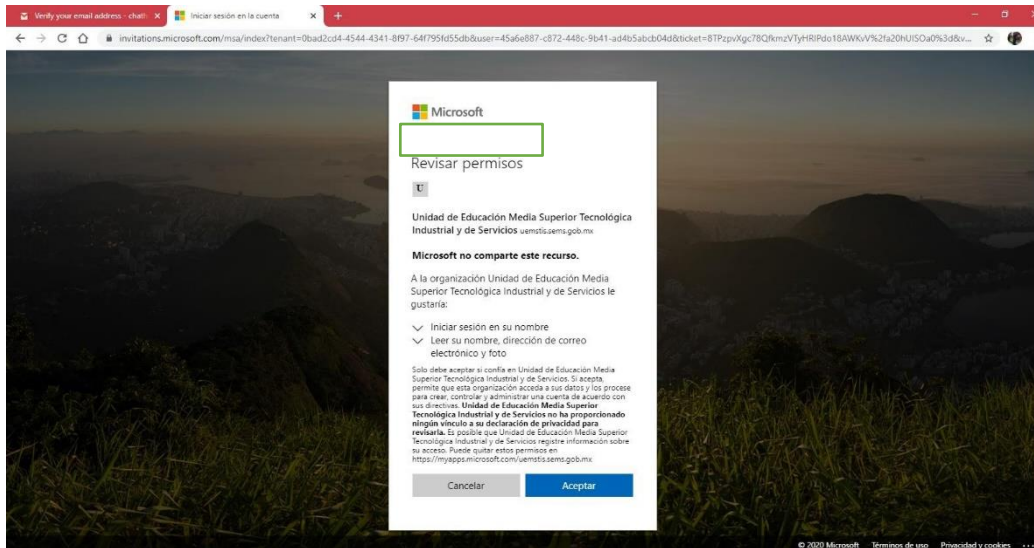 Verify your email address - chatt
Iniciar sesión en la cuenta
invitations.microsoft.com/msa/index?tenant=0bad2cd4-4544-4341-8f97-64f795fd55db&user=45a6e887-c872-448c-9b41-ad4b5abcb04d&ticket=8TPzpvXgc78QfkmzVTyHRIPdo18AWKvV%2fa20hUISOa0%3d&v...
Microsoft
Revisar permisos
U
Unidad de Educación Media Superior Tecnológica
Industrial y de Servicios uemstis.sems.gob.mx
Microsoft no comparte este recurso.
A la organización Unidad de Educación Media
Superior Tecnológica Industrial y de Servicios le
gustaría:
Iniciar sesión en su nombre
Leer su nombre, dirección de correo
electrónico y foto
Solo debe aceptar si confía en Unidad de Educación Media
Superior Tecnológica Industrial y de Servicios. Si acepta,
permite que esta organización acceda a sus datos y los procese
para crear, controlar y administrar una cuenta de acuerdo con
sus directivas. Unidad de Educación Media Superior
Tecnológica Industrial y de Servicios no ha proporcionado
ningún vínculo a su declaración de privacidad para
revisarla. Es posible que Unidad de Educación Media Superior
Tecnológica Industrial y de Servicios registre información sobre
su acceso. Puede quitar estos permisos en
https://myapps.microsoft.com/uemstis.sems.gob.mx
Cancelar
Aceptar
© 2020 Microsoft Términos de uso Privacidad y cookies ...